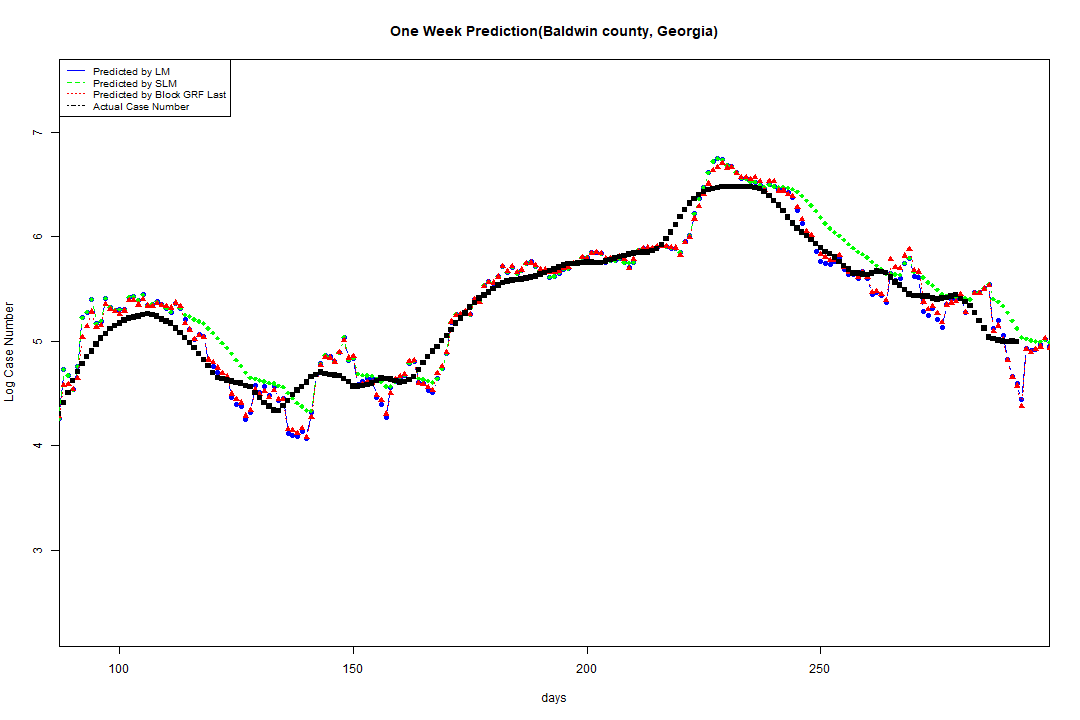 One Week Prediction(Baldwin county, Georgia)
Predicted by LM
Predicted by SLM
Predicted by Block GRF Last
Actual Case Number
7
6
5
4
3
Log Case Number
100 150 200 250
days